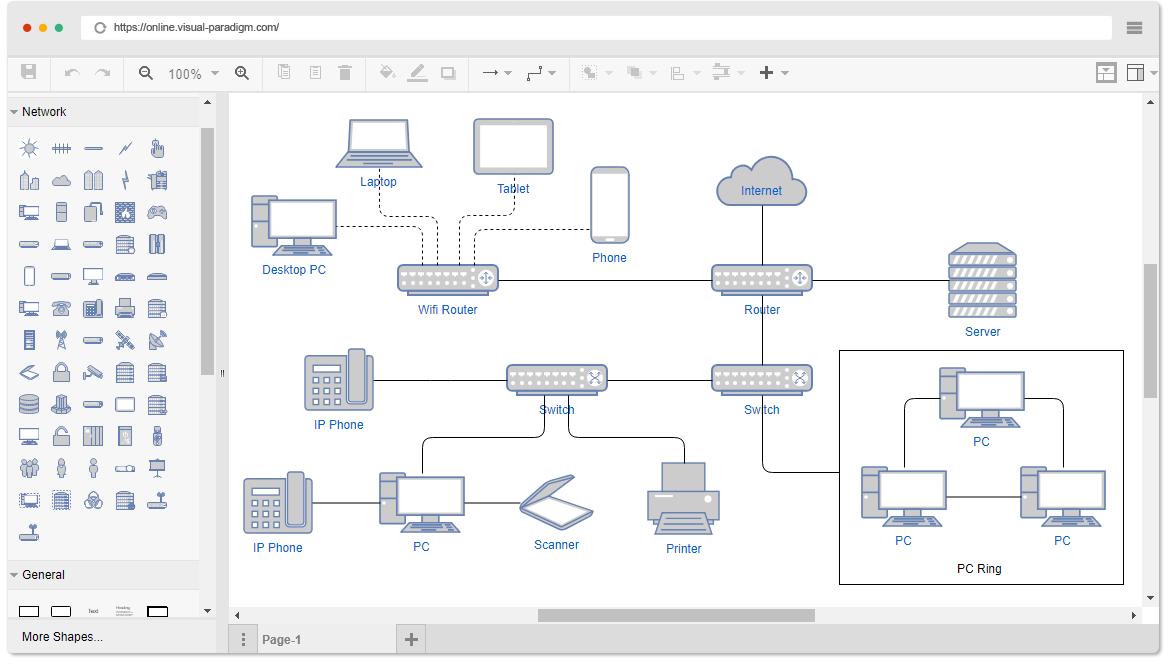 https://online.visual-paradigm.com/
100%
Network
General
Text
Heading
More Shapes...
Laptop
Tablet
Internet
Phone
Desktop PC
Wifi Router
Router
Server
Switch
Switch
IP Phone
PC
IP Phone
PC
Scanner
Printer
PC
PC
PC Ring
Page-1